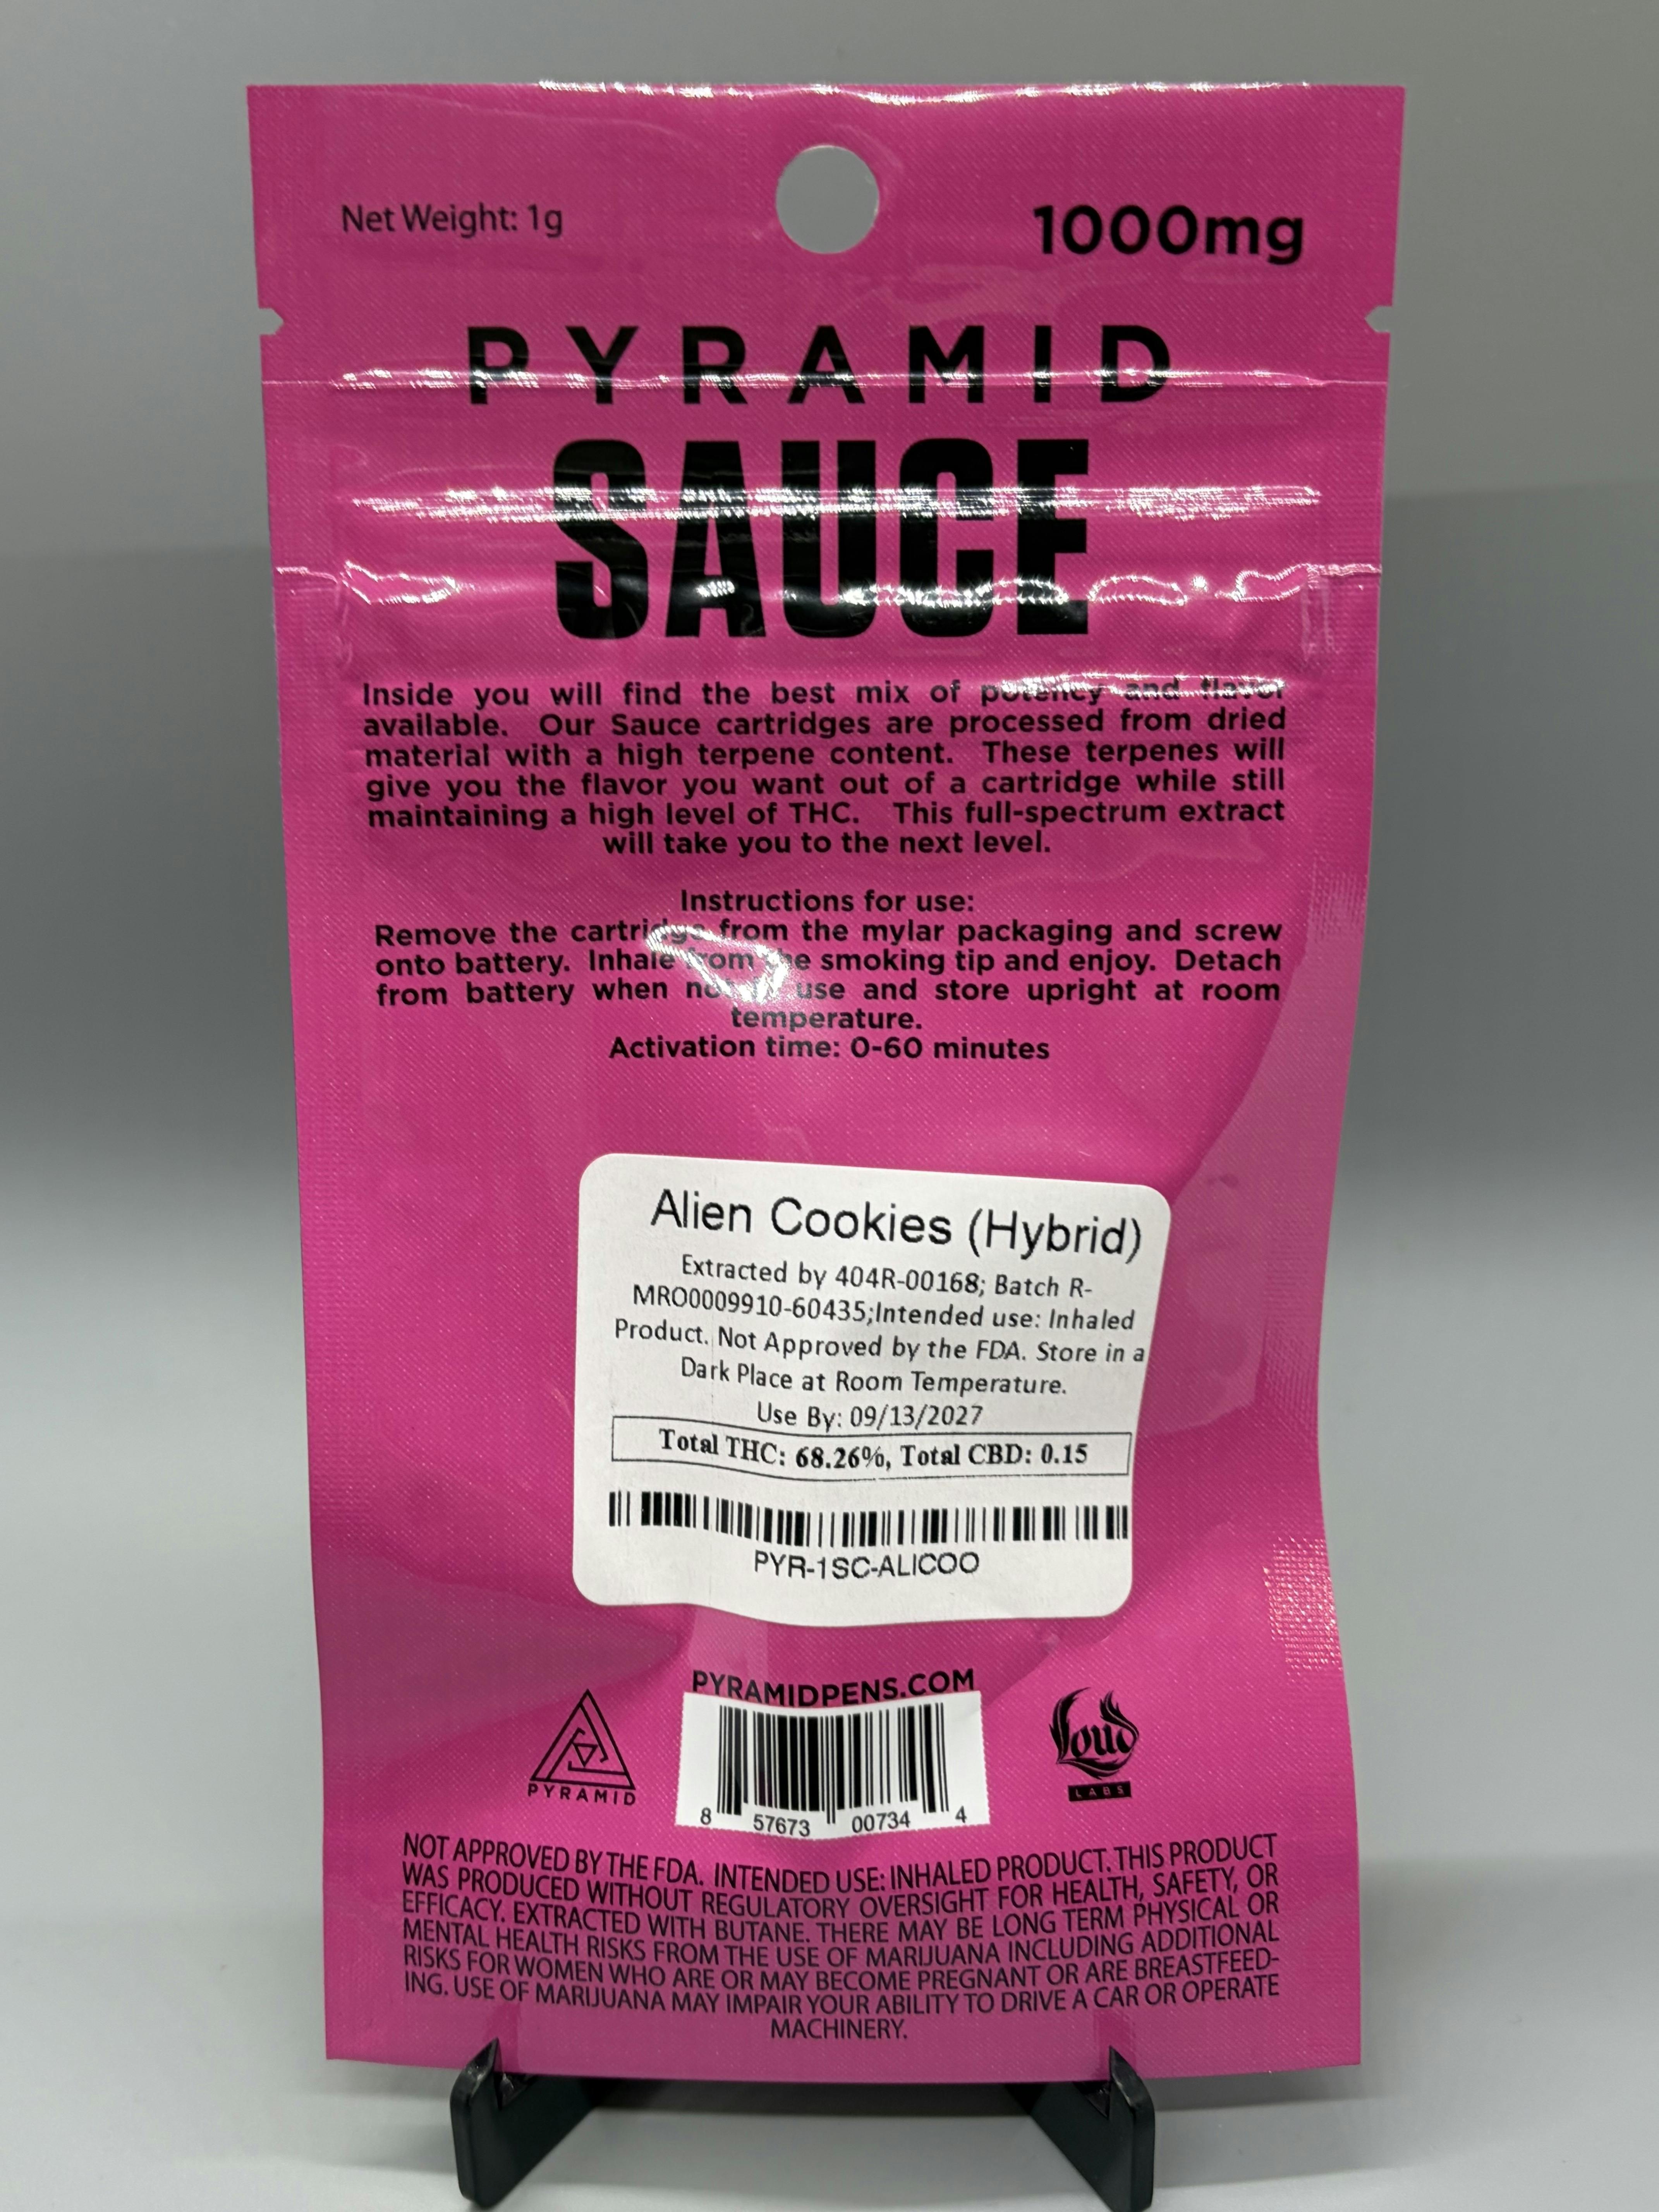 Net Weight: 1g
1000mg
PYRAMID
SAUCE
Inside you will find the best mix of potency and flavor
available. Our Sauce cartridges are processed from dried
material with a high terpene content. These terpenes will
give you the flavor you want out of a cartridge while still
maintaining a high level of THC. This full-spectrum extract
will take you to the next level.
Instructions for use:
Remove the cartridge from the mylar packaging and screw
onto battery. Inhale from the smoking tip and enjoy. Detach
from battery when not in use and store upright at room
temperature.
Activation time: 0-60 minutes
Alien Cookies (Hybrid)
Extracted by 404R-00168; Batch R-
MRO0009910-60435;Intended use: Inhaled
Product. Not Approved by the FDA. Store in a
Dark Place at Room Temperature.
Use By: 09/13/2027
Total THC: 68.26%, Total CBD: 0.15
PYR-1SC-ALICOO
PYRAMIDPENS.COM
PYRAMID
8 57673 00734 4
Loud
LABS
NOT APPROVED BY THE FDA. INTENDED USE: INHALED PRODUCT. THIS PRODUCT
WAS PRODUCED WITHOUT REGULATORY OVERSIGHT FOR HEALTH, SAFETY, OR
EFFICACY. EXTRACTED WITH BUTANE. THERE MAY BE LONG TERM PHYSICAL OR
MENTAL HEALTH RISKS FROM THE USE OF MARIJUANA INCLUDING ADDITIONAL
RISKS FOR WOMEN WHO ARE OR MAY BECOME PREGNANT OR ARE BREASTFEED-
ING. USE OF MARIJUANA MAY IMPAIR YOUR ABILITY TO DRIVE A CAR OR OPERATE
MACHINERY.